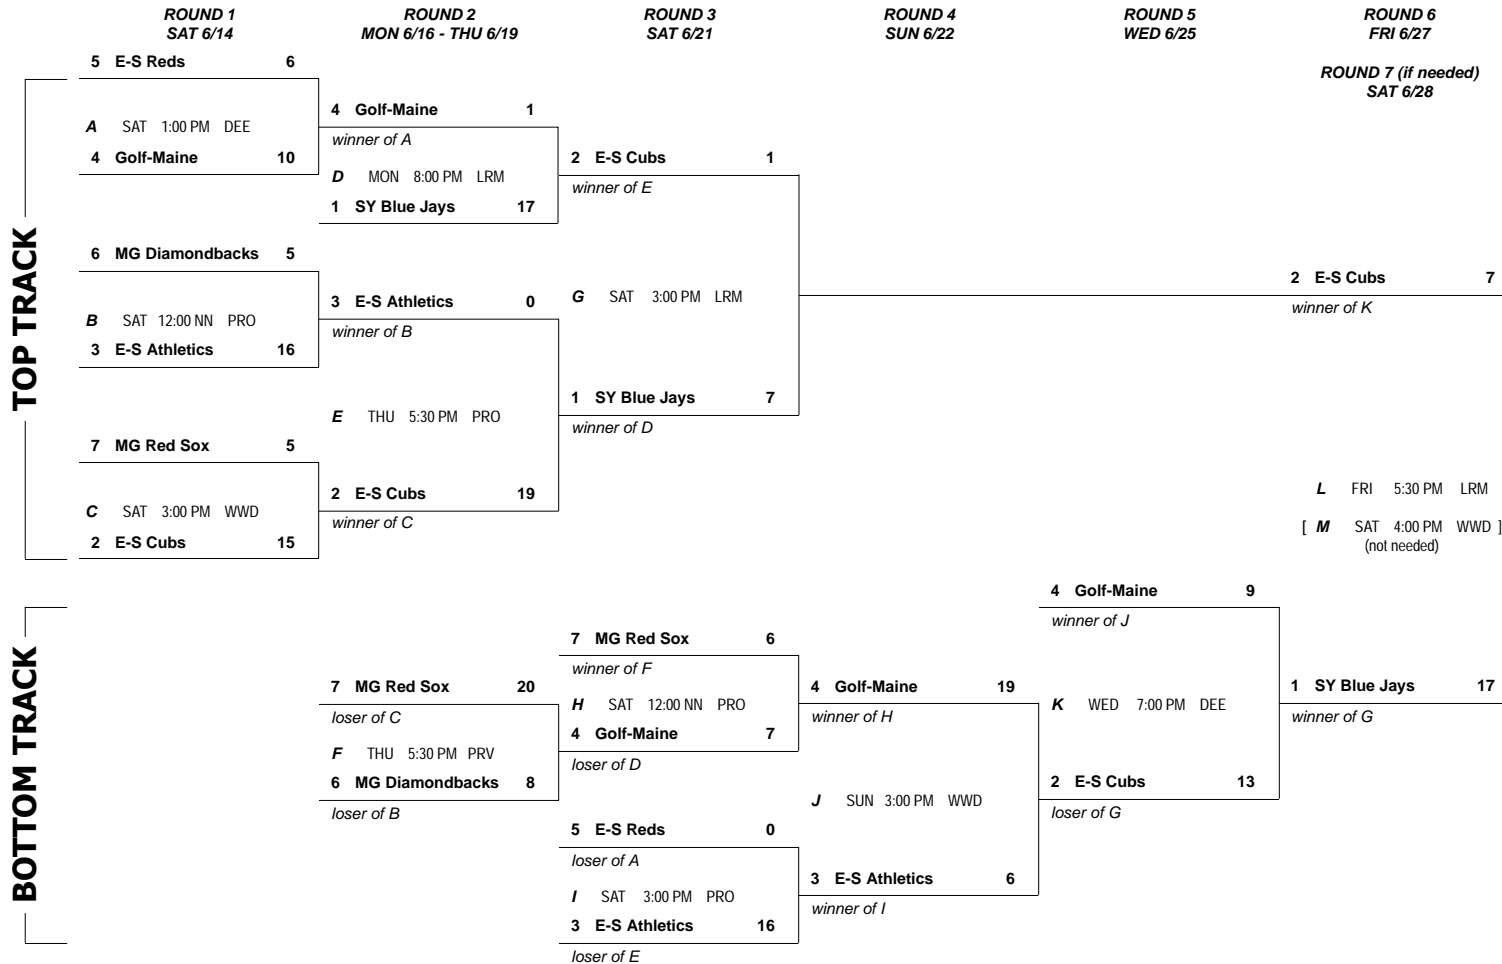 ROUND 1 ROUND 2 ROUND 3 ROUND 4 ROUND 5 ROUND 6
SAT 6/14 MON 6/16 - THU 6/19 SAT 6/21 SUN 6/22 WED 6/25 FRI 6/27
ROUND 7 (if needed)
SAT 6/28
TOP TRACK
5 E-S Reds 6
A SAT 1:00 PM DEE
4 Golf-Maine 10
6 MG Diamondbacks 5
B SAT 12:00 NN PRO
3 E-S Athletics 16
7 MG Red Sox 5
C SAT 3:00 PM WWD
2 E-S Cubs 15
4 Golf-Maine 1
winner of A
D MON 8:00 PM LRM
1 SY Blue Jays 17
3 E-S Athletics 0
winner of B
E THU 5:30 PM PRO
2 E-S Cubs 19
winner of C
2 E-S Cubs 1
winner of E
G SAT 3:00 PM LRM
1 SY Blue Jays 7
winner of D
2 E-S Cubs 7
winner of K
L FRI 5:30 PM LRM
[ M SAT 4:00 PM WWD ]
(not needed)
BOTTOM TRACK
7 MG Red Sox 20
loser of C
F THU 5:30 PM PRV
6 MG Diamondbacks 8
loser of B
7 MG Red Sox 6
winner of F
H SAT 12:00 NN PRO
4 Golf-Maine 7
loser of D
5 E-S Reds 0
loser of A
I SAT 3:00 PM PRO
3 E-S Athletics 16
loser of E
4 Golf-Maine 19
winner of H
J SUN 3:00 PM WWD
3 E-S Athletics 6
winner of I
4 Golf-Maine 9
winner of J
K WED 7:00 PM DEE
2 E-S Cubs 13
loser of G
1 SY Blue Jays 17
winner of G